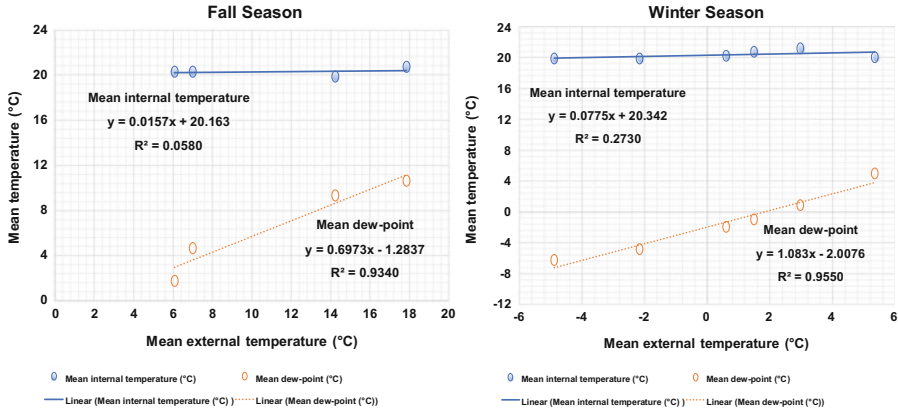 Fall Season
24
20
16
12
8
4
0
0 2 4 6 8 10 12 14 16 18 20
Mean temperature (°C)
Mean external temperature (°C)
Mean internal temperature
y = 0.0157x + 20.163
R² = 0.0580
Mean dew-point
y = 0.6973x - 1.2837
R² = 0.9340
Mean internal temperature (°C)
Mean dew-point (°C)
Linear (Mean internal temperature (°C) )
Linear (Mean dew-point (°C))
Winter Season
24
20
16
12
8
4
0
-4
-8
-12
-6 -4 -2 0 2 4 6
Mean temperature (°C)
Mean external temperature (°C)
Mean internal temperature
y = 0.0775x + 20.342
R² = 0.2730
Mean dew-point
y = 1.083x - 2.0076
R² = 0.9550
Mean internal temperature (°C)
Mean dew-point (°C)
Linear (Mean internal temperature (°C) )
Linear (Mean dew-point (°C))